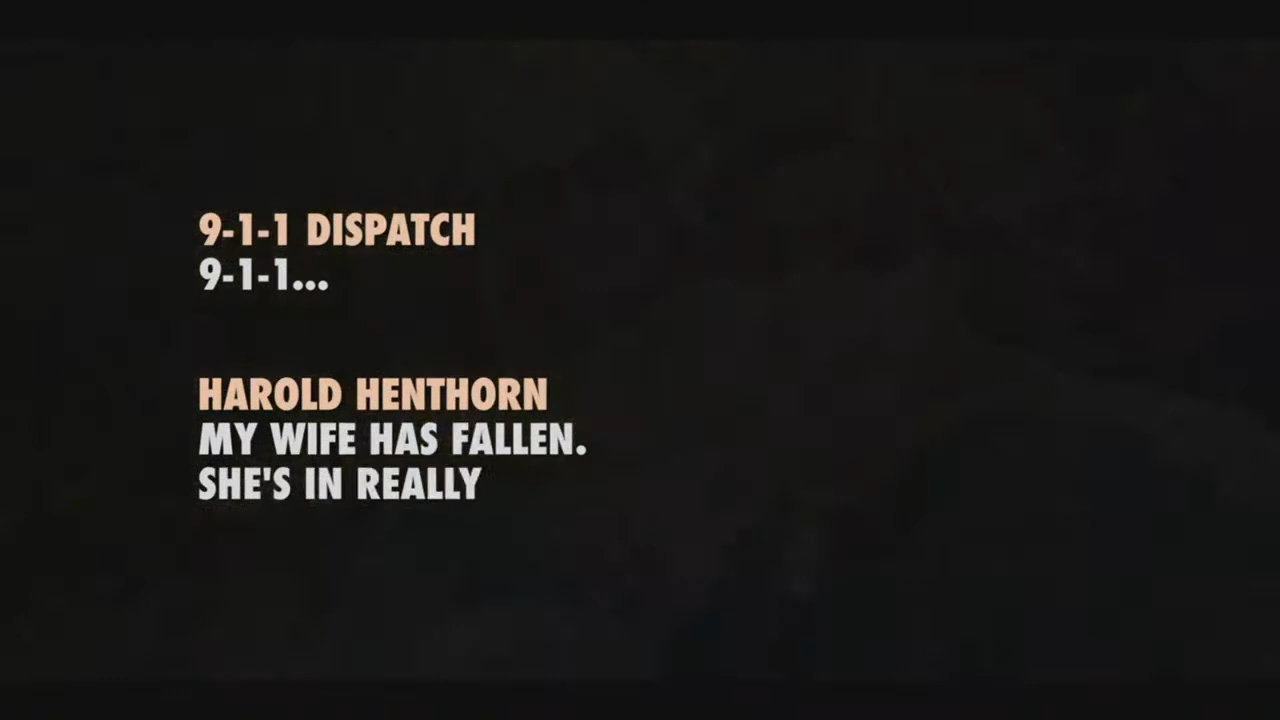 9-1-1 DISPATCH
9-1-1...
HAROLD HENTHORN
MY WIFE HAS FALLEN.
SHE'S IN REALLY